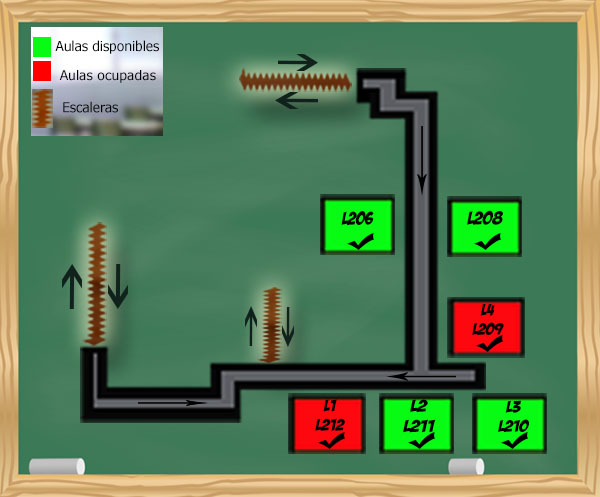 Aulas disponibles
Aulas ocupadas
Escaleras
L206
L208
L4
L209
L1
L212
L2
L211
L3
L210